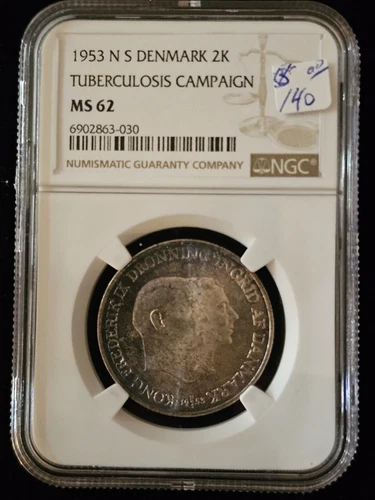 1953 N S DENMARK 2K
TUBERCULOSIS CAMPAIGN
MS 62
6902863-030
NUMISMATIC GUARANTY COMPANY
NGC
$ 00
140
KONG FREDERIK IX DRONNING INGRID AF DANMARK
1953